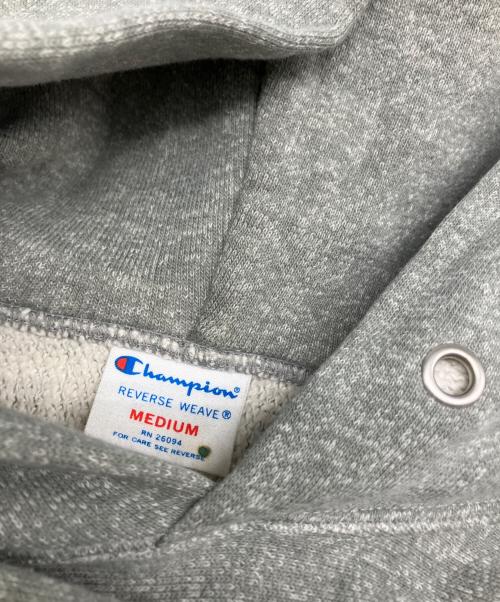 Champion®
REVERSE WEAVE®
MEDIUM
RN 26094
FOR CARE SEE REVERSE